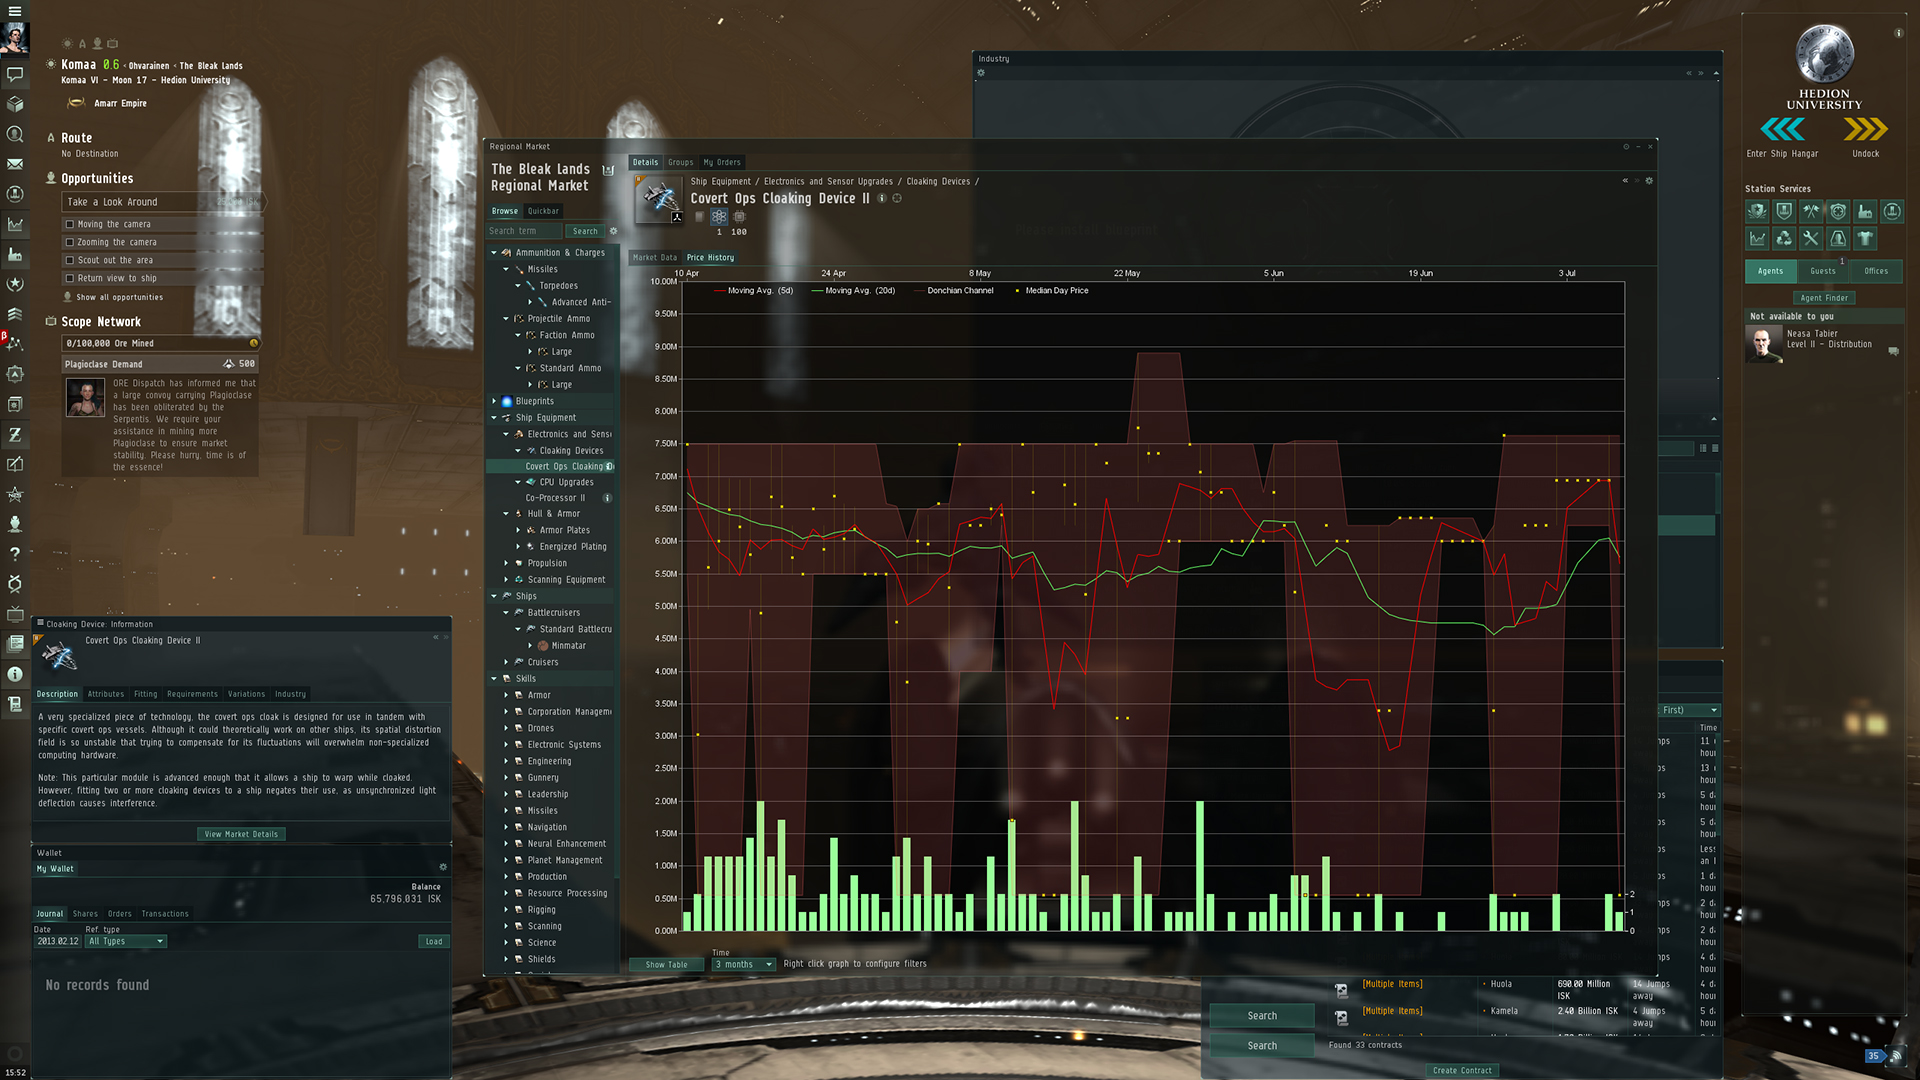 Komaa 0.6 ‹ Ohvarainen ‹ The Bleak Lands
Komaa VI - Moon 17 - Hedion University
Amarr Empire
Route
No Destination
Opportunities
Take a Look Around
Moving the camera
Zooming the camera
Scout out the area
Return view to ship
Show all opportunities
Scope Network
0/100,000 Ore Mined
Plagioclase Demand 500
ORE Dispatch has informed me that
a large convoy carrying Plagioclase
has been obliterated by the
Serpentis. We require your
assistance in mining more
Plagioclase to ensure market
stability. Please hurry, time is of
the essence!
Cloaking Device: Information
Covert Ops Cloaking Device II
Description Attributes Fitting Requirements Variations Industry
A very specialized piece of technology, the covert ops cloak is designed for use in tandem with
specific covert ops vessels. Although it could theoretically work on other ships, its spatial distortion
field is so unstable that trying to compensate for its fluctuations will overwhelm non-specialized
computing hardware.
Note: This particular module is advanced enough that it allows a ship to warp while cloaked.
However, fitting two or more cloaking devices to a ship negates their use, as unsynchronized light
deflection causes interference.
View Market Details
Wallet
My Wallet
Balance
65,796,031 ISK
Journal Shares Orders Transactions
Date Ref. type
2013.02.12 All Types Load
No records found
15:52
Regional Market
The Bleak Lands
Regional Market
Browse Quickbar
Search term Search
Ammunition & Charges
Missiles
Torpedoes
Advanced Anti-
Projectile Ammo
Faction Ammo
Large
Standard Ammo
Large
Blueprints
Ship Equipment
Electronics and Sens
Cloaking Devices
Covert Ops Cloaking
CPU Upgrades
Co-Processor II
Hull & Armor
Armor Plates
Energized Plating
Propulsion
Scanning Equipment
Ships
Battlecruisers
Standard Battlecru
Minmatar
Cruisers
Skills
Armor
Corporation Managem
Drones
Electronic Systems
Engineering
Gunnery
Leadership
Missiles
Navigation
Neural Enhancement
Planet Management
Production
Resource Processing
Rigging
Scanning
Science
Shields
Details Groups My Orders
Ship Equipment / Electronics and Sensor Upgrades / Cloaking Devices /
Covert Ops Cloaking Device II
1 100
Market Data Price History
10 Apr 24 Apr 8 May 22 May 5 Jun 19 Jun 3 Jul
Moving Avg. (5d) Moving Avg. (20d) Donchian Channel Median Day Price
10.00M
9.50M
9.00M
8.50M
8.00M
7.50M
7.00M
6.50M
6.00M
5.50M
5.00M
4.50M
4.00M
3.50M
3.00M
2.50M
2.00M
1.50M
1.00M
0.50M
0.00M
2
1
0
Show Table
Time
3 months
Right click graph to configure filters
Industry
First)
Time
[Multiple Items] Huola 690.00 Million ISK 14 Jumps away
[Multiple Items] Kamela 2.40 Billion ISK 4 Jumps away
Search
Search
Found 33 contracts
Create Contract
HEDION
UNIVERSITY
Enter Ship Hangar Undock
Station Services
Agents Guests 1 Offices
Agent Finder
Not available to you
Neasa Tabier
Level II - Distribution
35